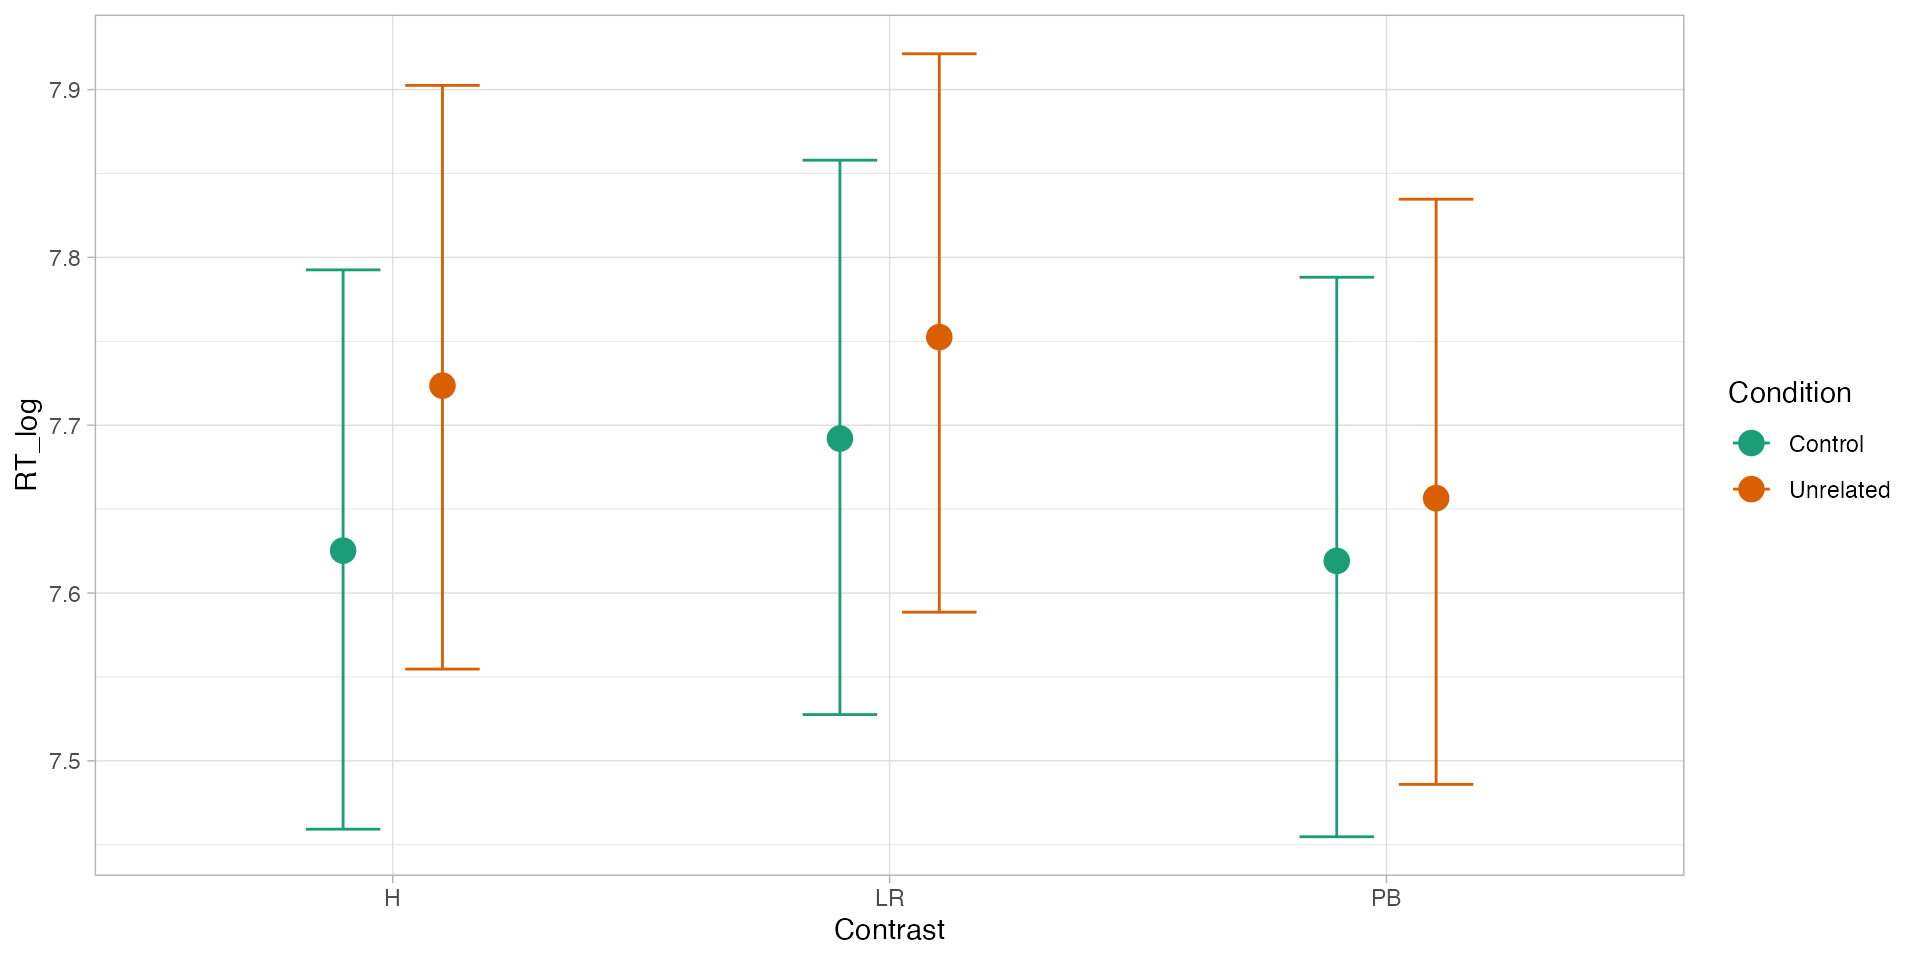 RT_log
7.9
7.8
7.7
7.6
7.5
H LR PB
Contrast
Condition
Control
Unrelated